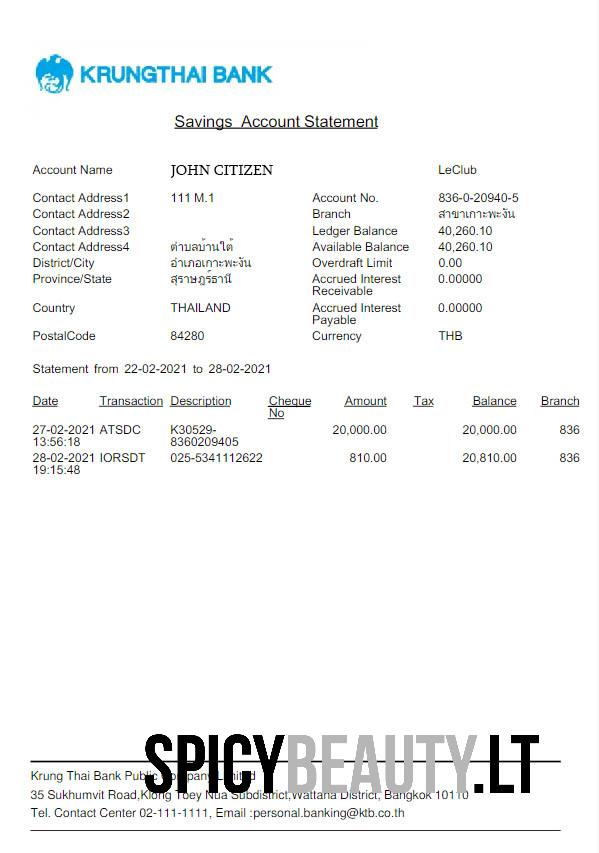 KRUNGTHAI BANK
Savings Account Statement
Account Name JOHN CITIZEN LeClub
Contact Address1 111 M.1 Account No. 836-0-20940-5
Contact Address2 Branch สาขาเกาะพะงัน
Contact Address3 Ledger Balance 40,260.10
Contact Address4 ตำบลบ้านใต้ Available Balance 40,260.10
District/City อำเภอเกาะพะงัน Overdraft Limit 0.00
Province/State สุราษฎร์ธานี Accrued Interest Receivable 0.00000
Country THAILAND Accrued Interest Payable 0.00000
PostalCode 84280 Currency THB
Statement from 22-02-2021 to 28-02-2021
Date Transaction Description Cheque No Amount Tax Balance Branch
27-02-2021 ATSDC K30529- 20,000.00 20,000.00 836
13:56:18 8360209405
28-02-2021 IORSDT 025-5341112622 810.00 20,810.00 836
19:15:48
SPICYBEAUTY.LT
Krung Thai Bank Public Company Limited
35 Sukhumvit Road,Klong Toey Nua Subdistrict,Wattana District, Bangkok 10110
Tel. Contact Center 02-111-1111, Email :personal.banking@ktb.co.th